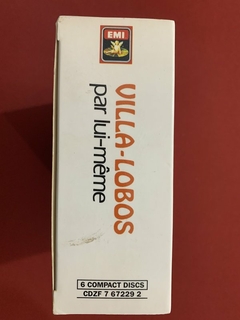 EMI
VILLA-LOBOS
par lui-même
6 COMPACT DISCS
CDZF 7 67229 2